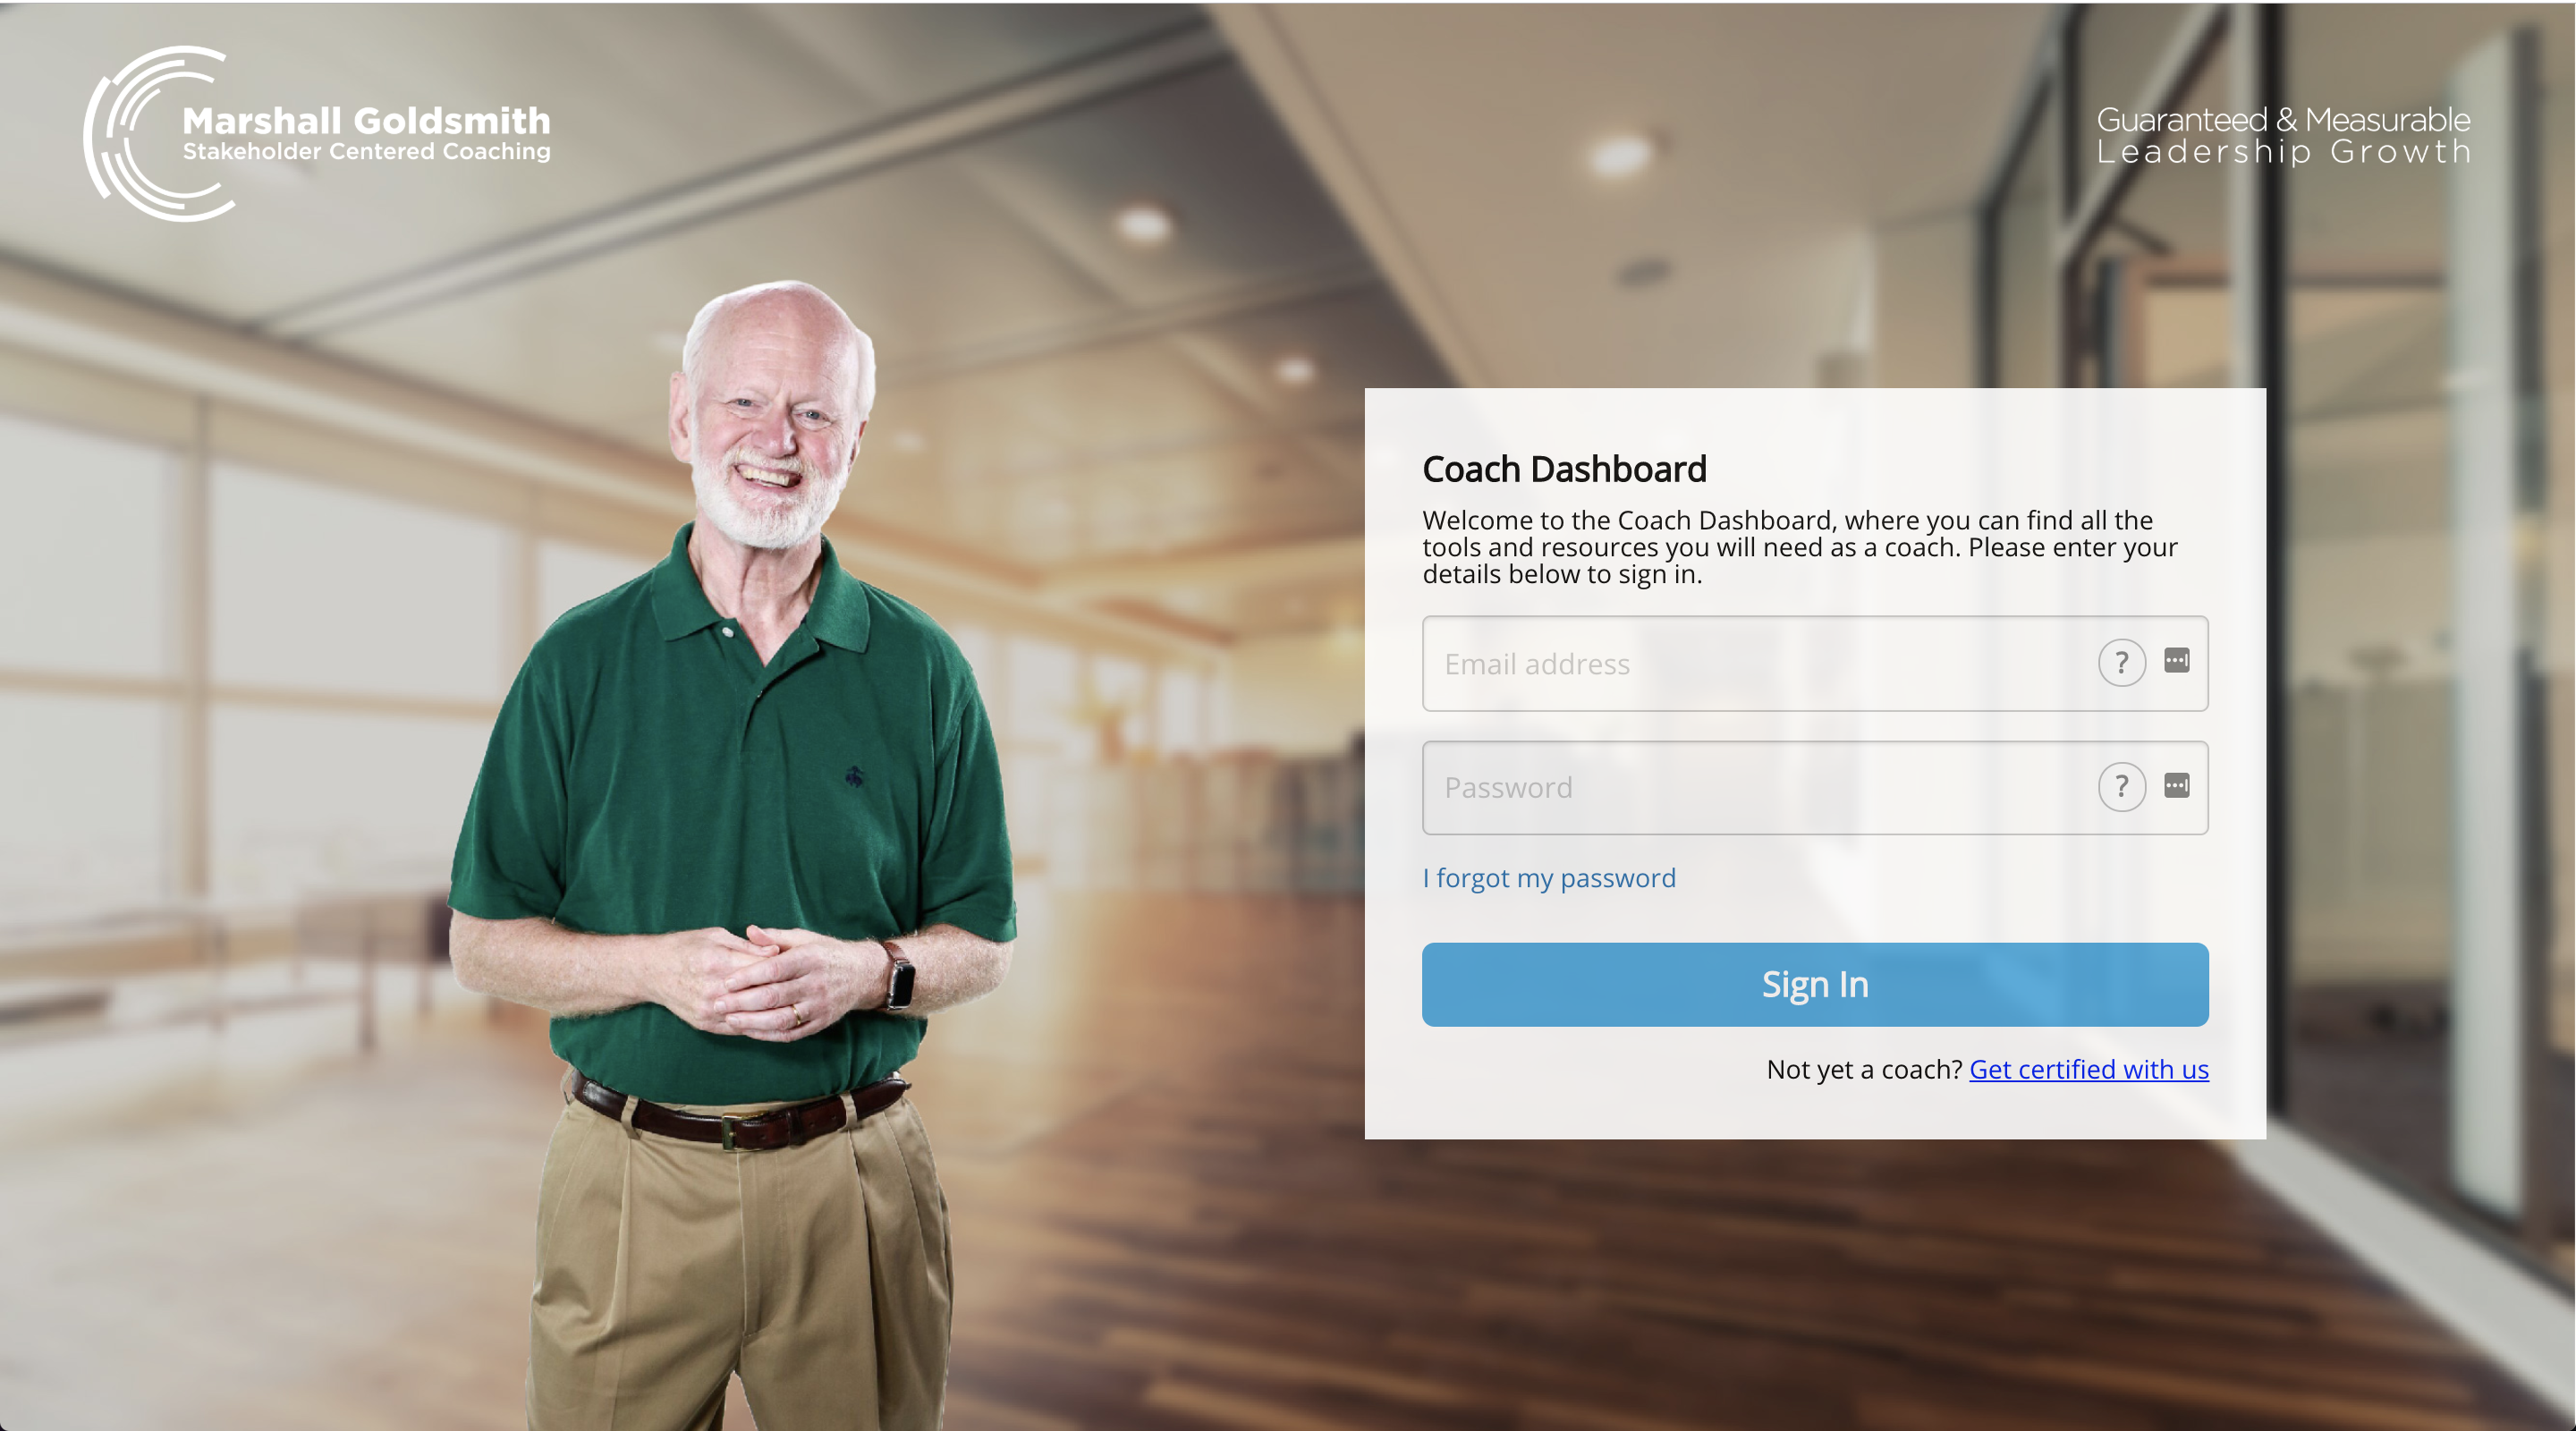 Marshall Goldsmith
Stakeholder Centered Coaching
Guaranteed & Measurable
Leadership Growth
Coach Dashboard
Welcome to the Coach Dashboard, where you can find all the
tools and resources you will need as a coach. Please enter your
details below to sign in.
Email address
?
Password
?
I forgot my password
Sign In
Not yet a coach? Get certified with us